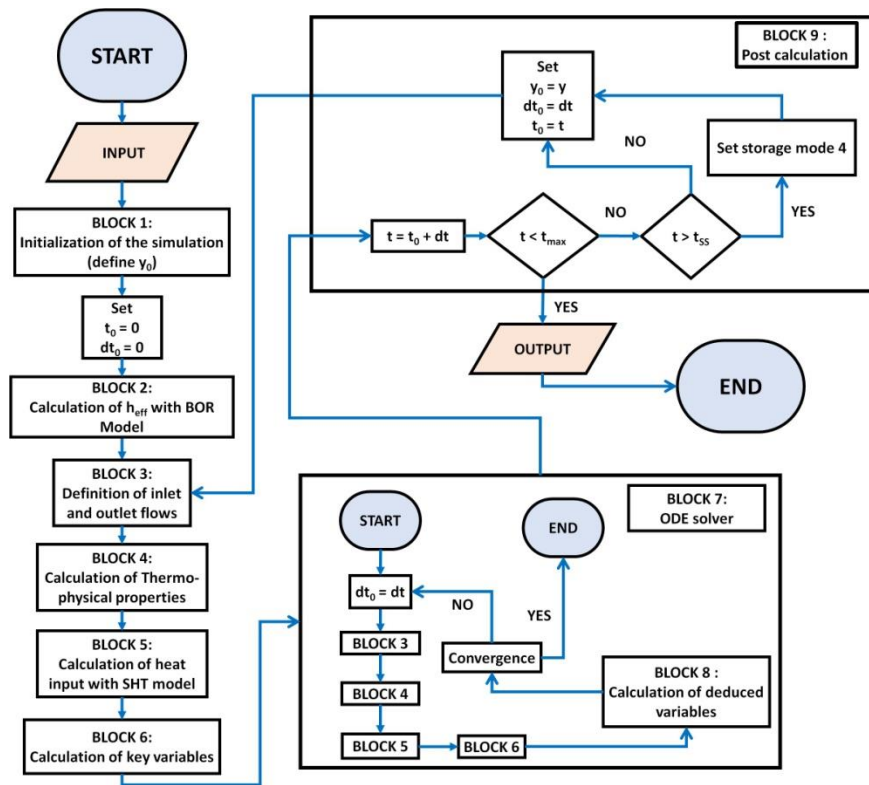 START
INPUT
BLOCK 1:
Initialization of the simulation
(define y₀)
Set
t₀ = 0
dt₀ = 0
BLOCK 2:
Calculation of hₑff with BOR
Model
BLOCK 3:
Definition of inlet
and outlet flows
BLOCK 4:
Calculation of Thermo-
physical properties
BLOCK 5:
Calculation of heat
input with SHT model
BLOCK 6:
Calculation of key variables
BLOCK 9 :
Post calculation
Set
y₀ = y
dt₀ = dt
t₀ = t
NO
Set storage mode 4
YES
t = t₀ + dt
t < tmax
NO
t > tSS
YES
OUTPUT
END
BLOCK 7:
ODE solver
START
END
dt₀ = dt
NO
YES
BLOCK 3
Convergence
BLOCK 8 :
Calculation of deduced
variables
BLOCK 4
BLOCK 5
BLOCK 6